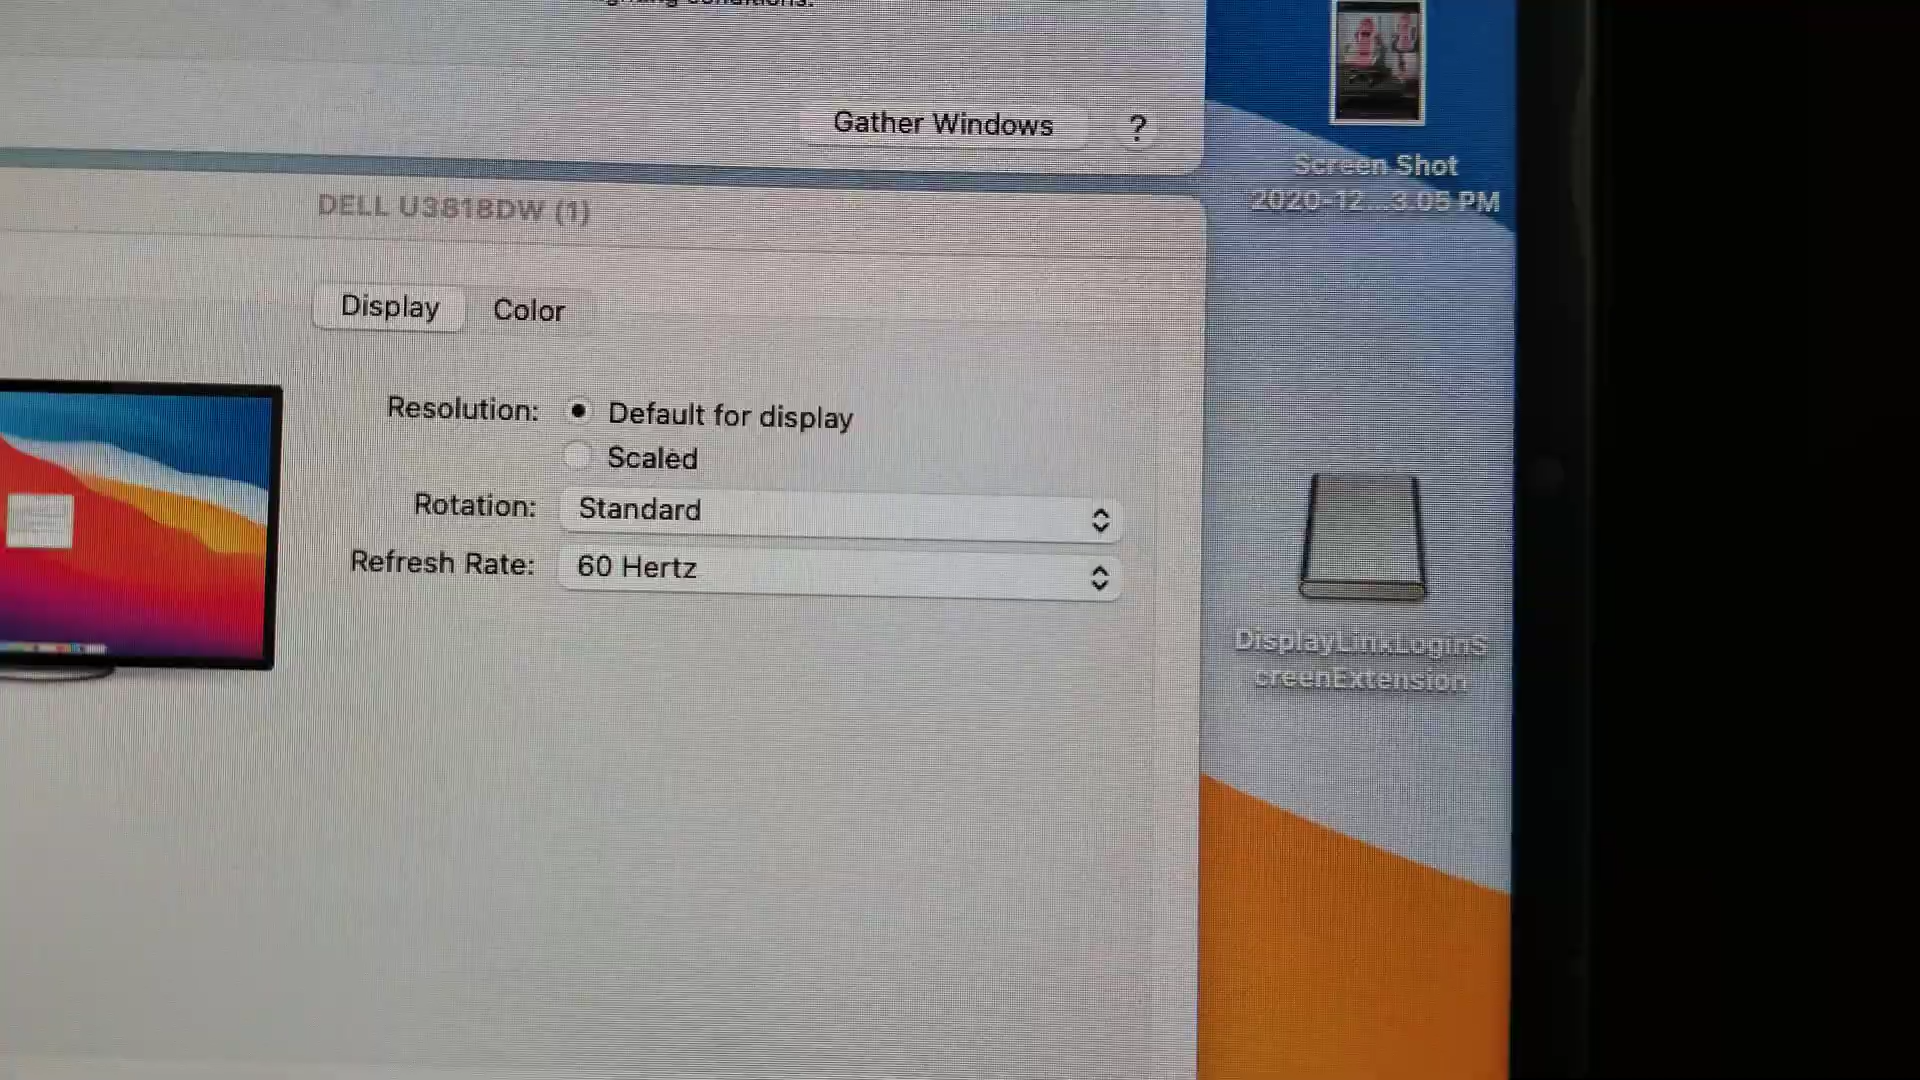 Gather Windows
?
Screen Shot
2020-12...3.05 PM
DELL U3818DW (1)
Display
Color
Resolution:
Default for display
Scaled
Rotation:
Standard
Refresh Rate:
60 Hertz
DisplayLinkLoginS
creenExtension